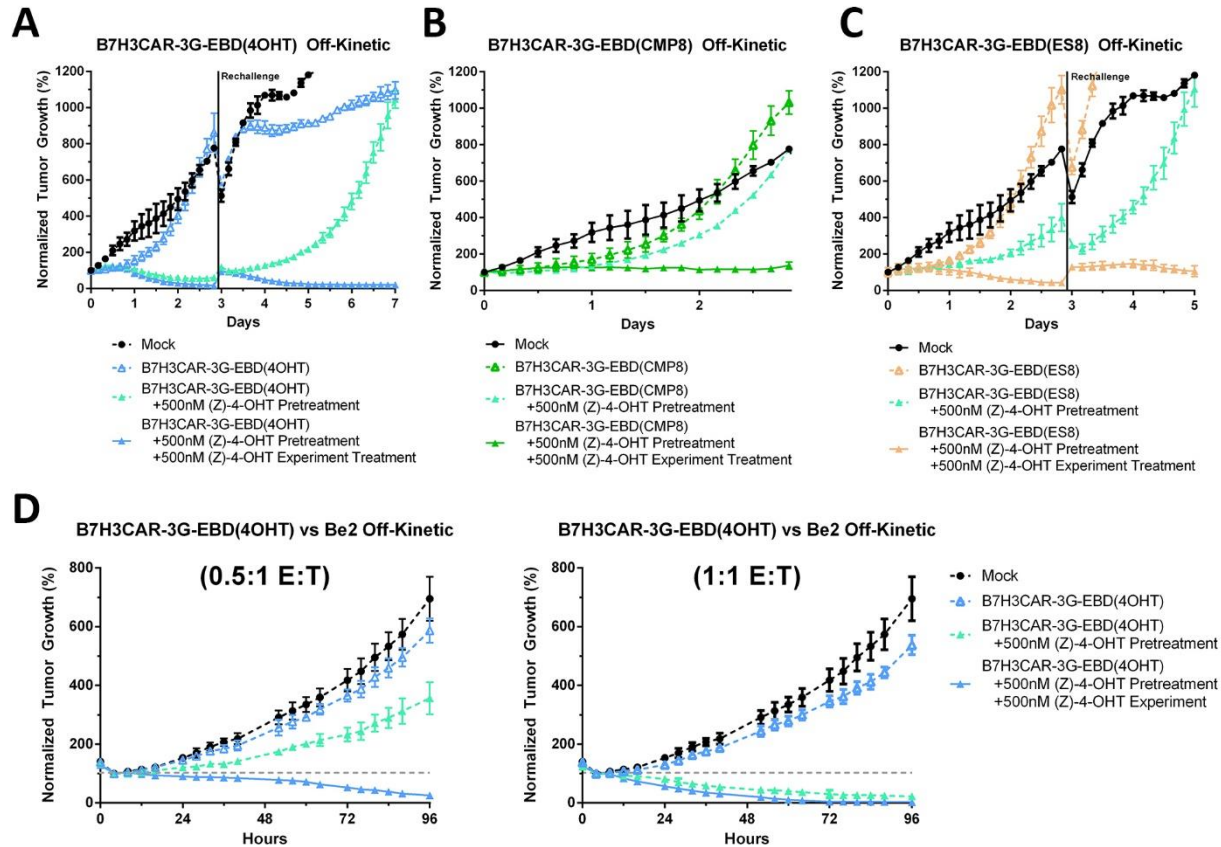 A
B7H3CAR-3G-EBD(4OHT) Off-Kinetic
Normalized Tumor Growth (%)
1200
1000
800
600
400
200
0
Rechallenge
0 1 2 3 4 5 6 7
Days
Mock
B7H3CAR-3G-EBD(4OHT)
B7H3CAR-3G-EBD(4OHT)
+500nM (Z)-4-OHT Pretreatment
B7H3CAR-3G-EBD(4OHT)
+500nM (Z)-4-OHT Pretreatment
+500nM (Z)-4-OHT Experiment Treatment
B
B7H3CAR-3G-EBD(CMP8) Off-Kinetic
Normalized Tumor Growth (%)
1200
1000
800
600
400
200
0
0 1 2
Days
Mock
B7H3CAR-3G-EBD(CMP8)
B7H3CAR-3G-EBD(CMP8)
+500nM (Z)-4-OHT Pretreatment
B7H3CAR-3G-EBD(CMP8)
+500nM (Z)-4-OHT Pretreatment
+500nM (Z)-4-OHT Experiment Treatment
C
B7H3CAR-3G-EBD(ES8) Off-Kinetic
Normalized Tumor Growth (%)
1200
1000
800
600
400
200
0
Rechallenge
0 1 2 3 4 5
Days
Mock
B7H3CAR-3G-EBD(ES8)
B7H3CAR-3G-EBD(ES8)
+500nM (Z)-4-OHT Pretreatment
B7H3CAR-3G-EBD(ES8)
+500nM (Z)-4-OHT Pretreatment
+500nM (Z)-4-OHT Experiment Treatment
D
B7H3CAR-3G-EBD(4OHT) vs Be2 Off-Kinetic
(0.5:1 E:T)
Normalized Tumor Growth (%)
800
600
400
200
0
0 24 48 72 96
Hours
B7H3CAR-3G-EBD(4OHT) vs Be2 Off-Kinetic
(1:1 E:T)
Normalized Tumor Growth (%)
800
600
400
200
0
0 24 48 72 96
Hours
Mock
B7H3CAR-3G-EBD(4OHT)
B7H3CAR-3G-EBD(4OHT)
+500nM (Z)-4-OHT Pretreatment
B7H3CAR-3G-EBD(4OHT)
+500nM (Z)-4-OHT Pretreatment
+500nM (Z)-4-OHT Experiment